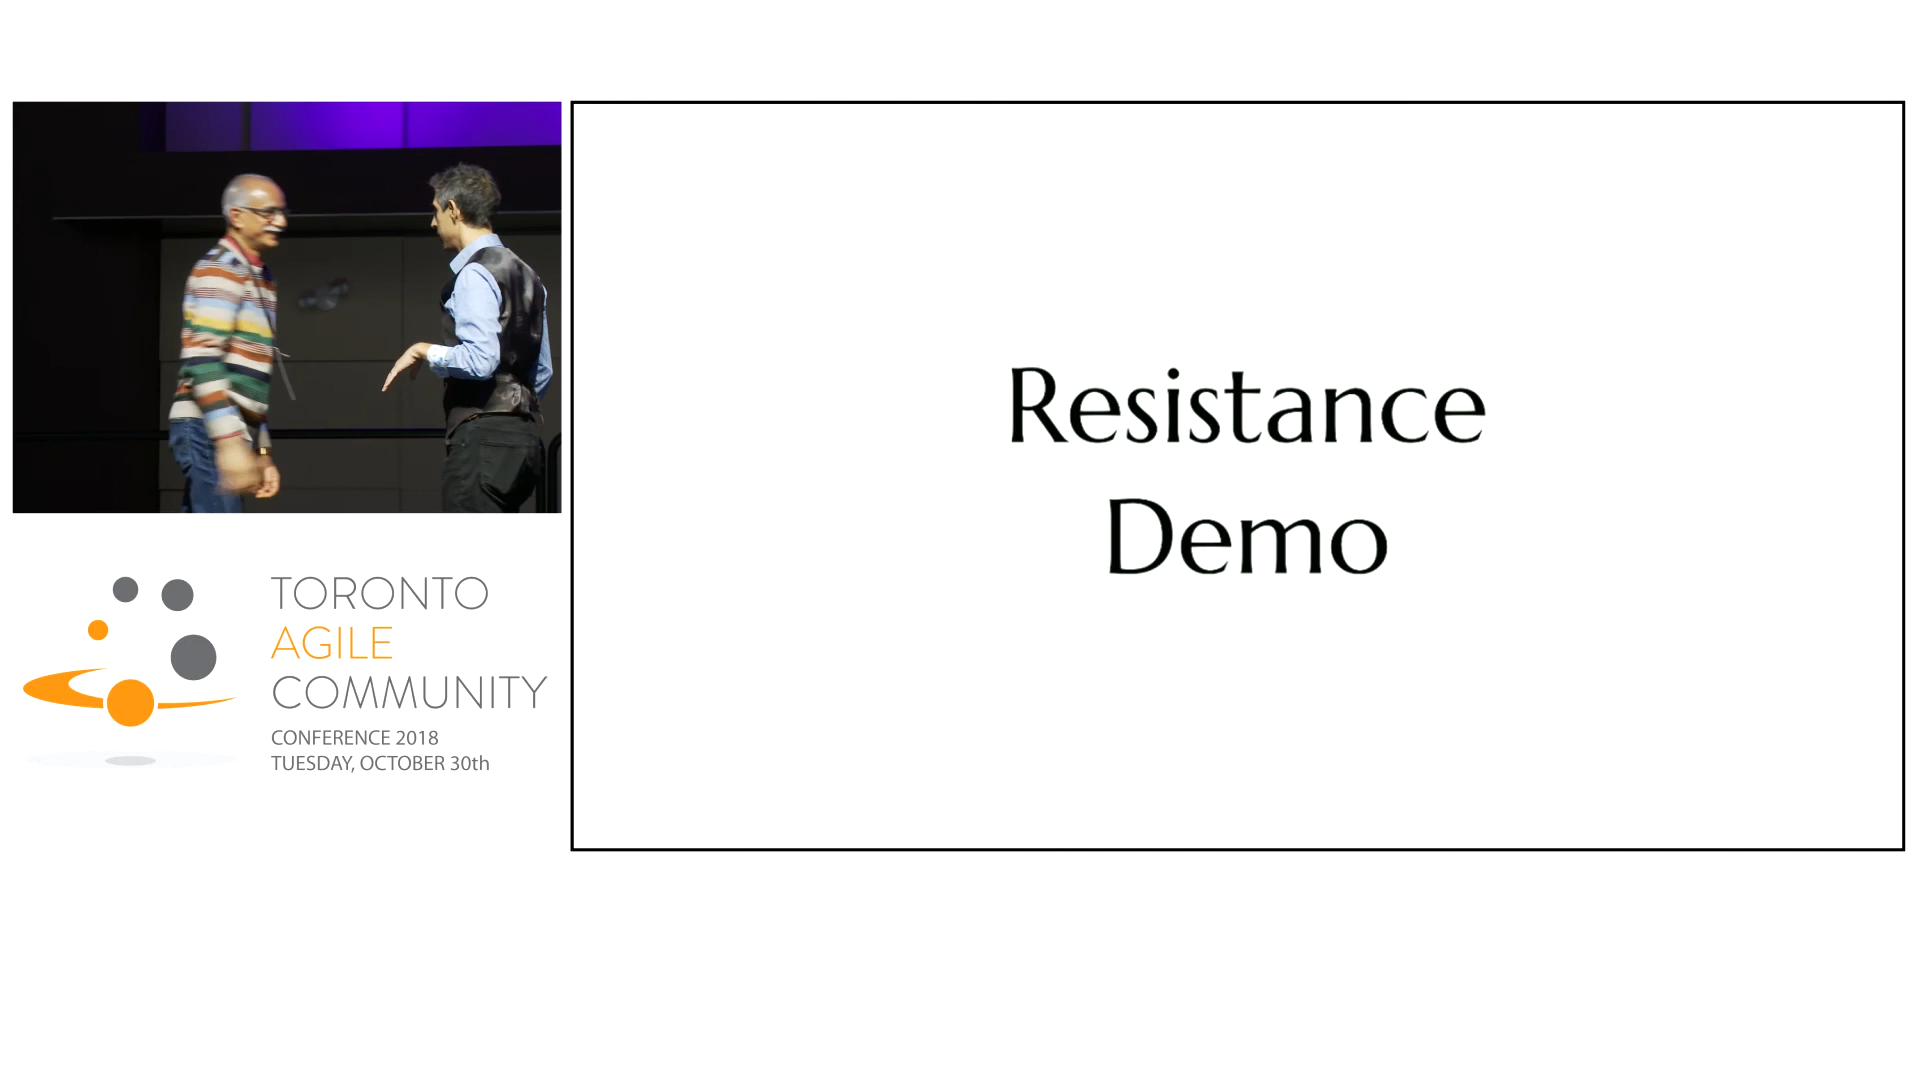 Resistance
Demo
TORONTO
AGILE
COMMUNITY
CONFERENCE 2018
TUESDAY, OCTOBER 30th